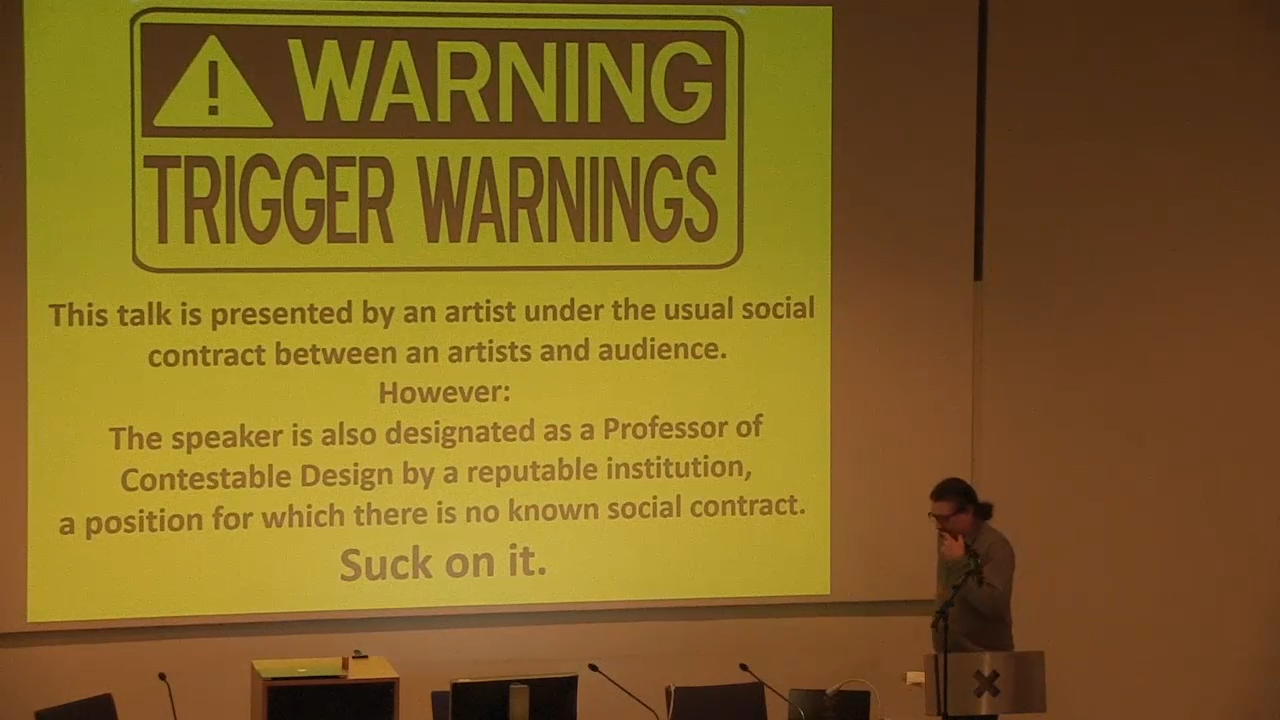 WARNING
TRIGGER WARNINGS
This talk is presented by an artist under the usual social
contract between an artists and audience.
However:
The speaker is also designated as a Professor of
Contestable Design by a reputable institution,
a position for which there is no known social contract.
Suck on it.